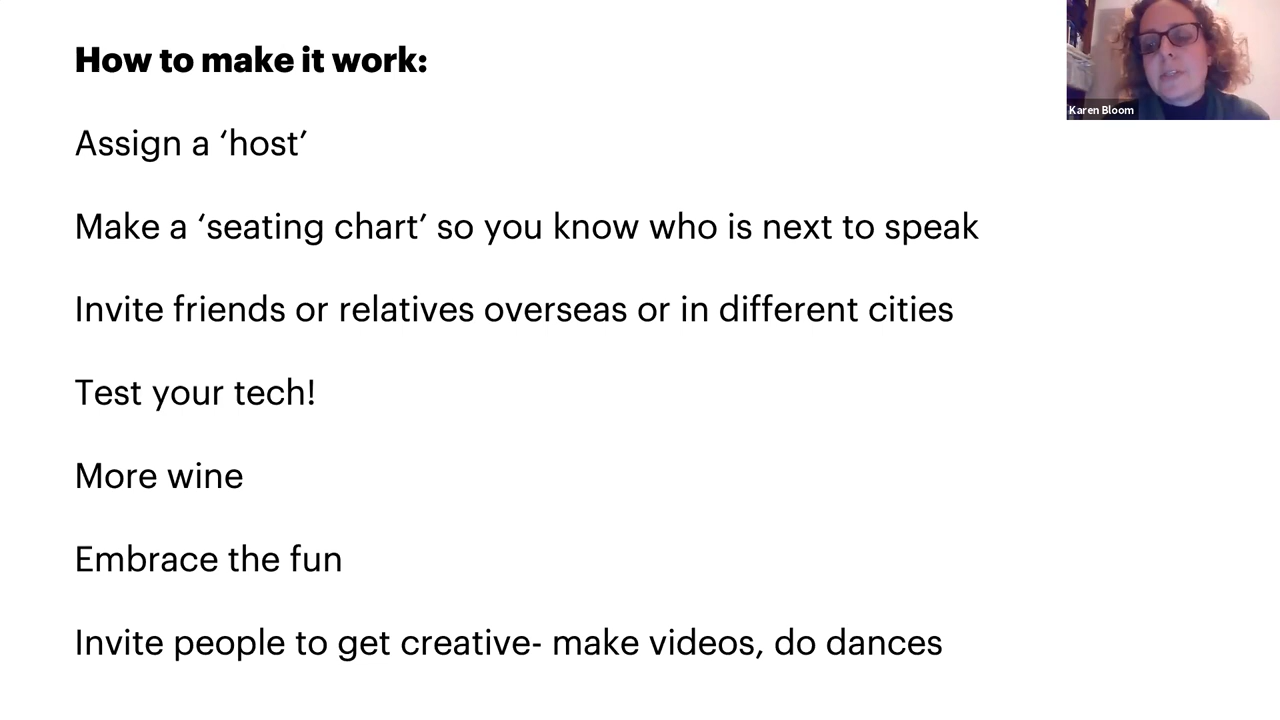 How to make it work:
Assign a ‘host’
Make a ‘seating chart’ so you know who is next to speak
Invite friends or relatives overseas or in different cities
Test your tech!
More wine
Embrace the fun
Invite people to get creative- make videos, do dances
Karen Bloom